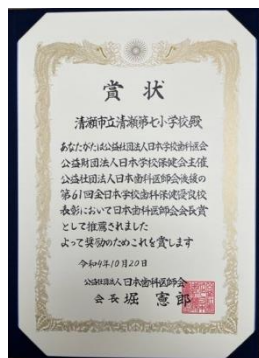 賞状
清瀬市立清瀬第七小学校殿
あなたがたは公益社団法人日本学校歯科医会
公益財団法人日本学校保健会主催
公益社団法人日本歯科医師会後援の
第61回全日本学校歯科保健優良校
表彰において日本歯科医師会会長賞
として推薦されました
よって奨励のためこれを賞します
令和4年10月20日
公益社団法人日本歯科医師会
会長 堀 憲郎